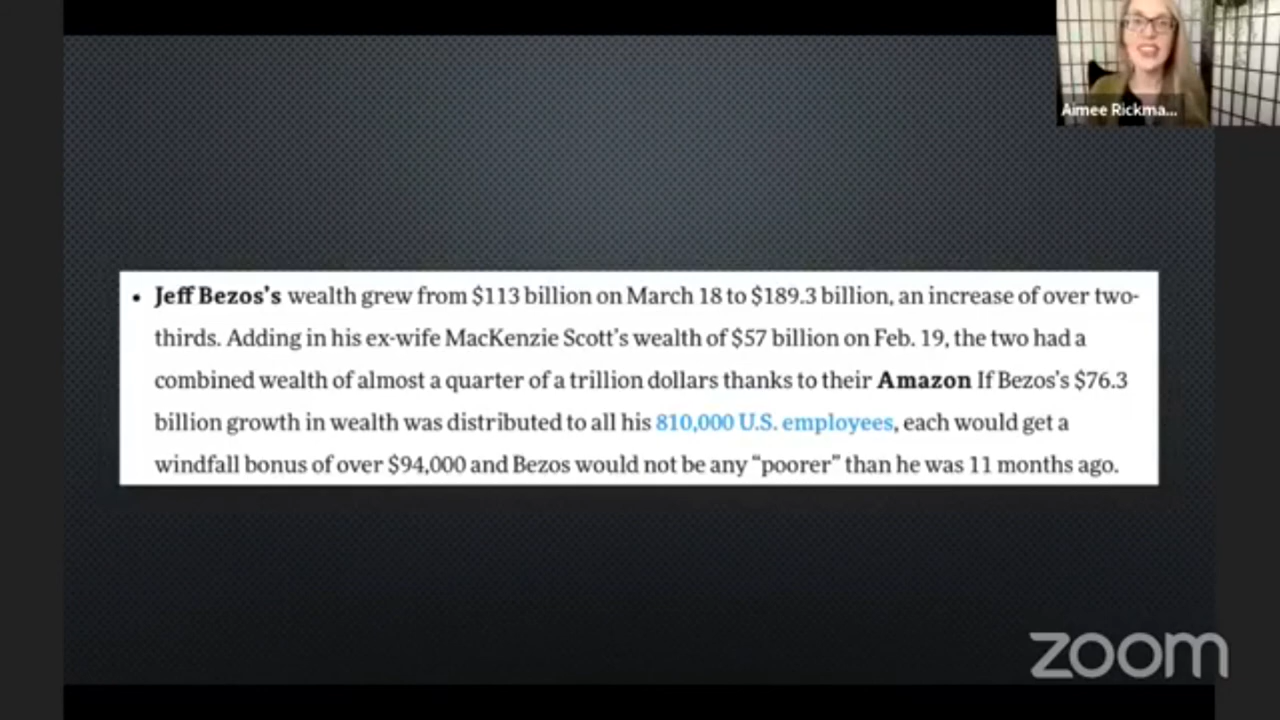 Aimee Rickma...
• Jeff Bezos's wealth grew from $113 billion on March 18 to $189.3 billion, an increase of over two-
thirds. Adding in his ex-wife MacKenzie Scott's wealth of $57 billion on Feb. 19, the two had a
combined wealth of almost a quarter of a trillion dollars thanks to their Amazon If Bezos's $76.3
billion growth in wealth was distributed to all his 810,000 U.S. employees, each would get a
windfall bonus of over $94,000 and Bezos would not be any “poorer” than he was 11 months ago.
zoom